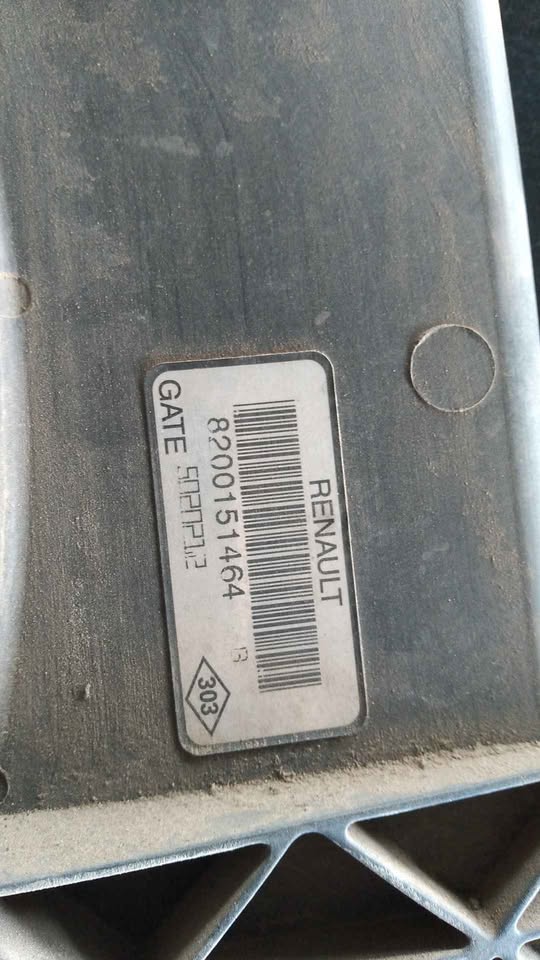 RENAULT
8200151464 B
GATE
303